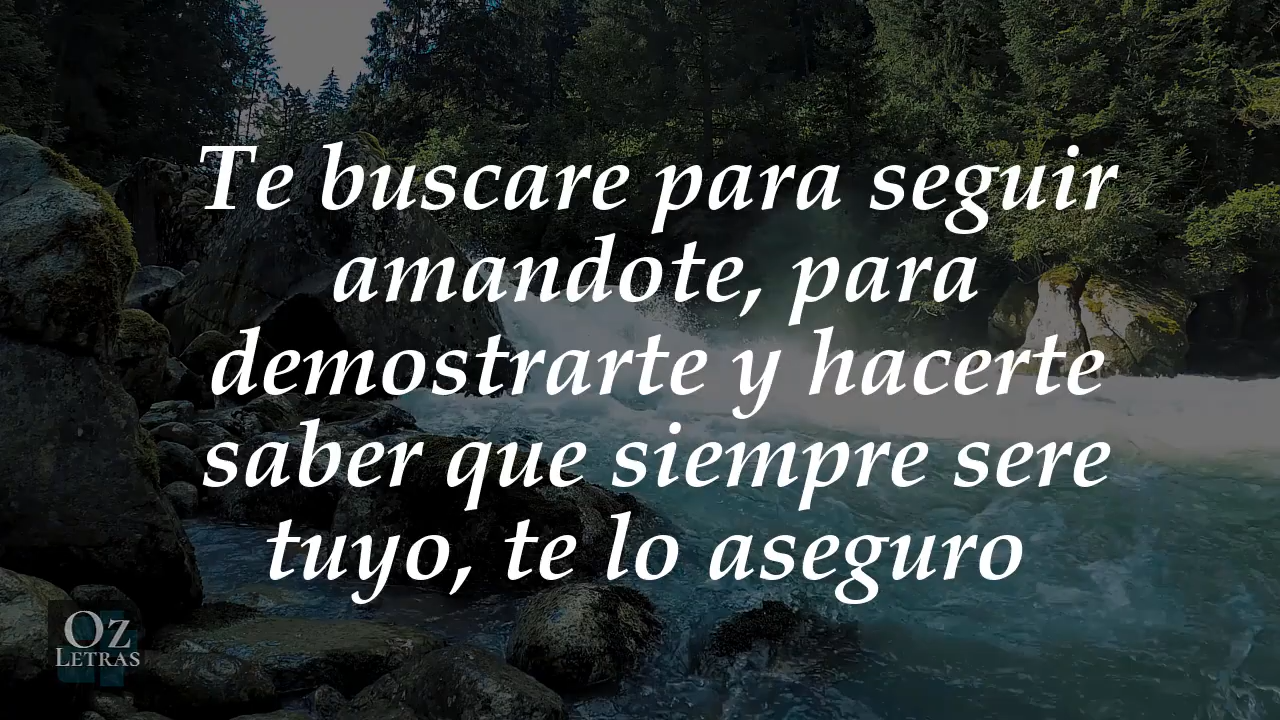 Te buscare para seguir
amandote, para
demostrarte y hacerte
saber que siempre sere
tuyo, te lo aseguro
Oz
Letras